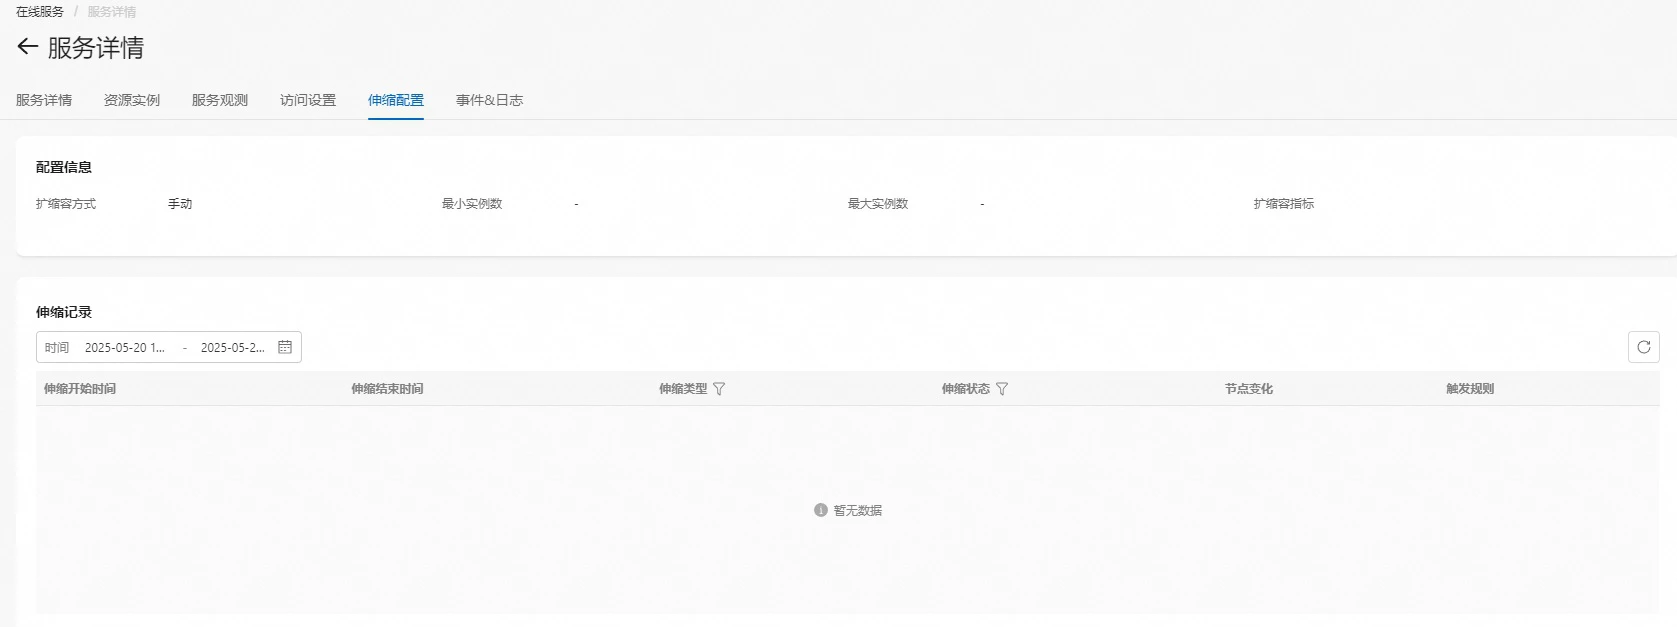 在线服务 / 服务详情
服务详情
服务详情 资源实例 服务观测 访问设置 伸缩配置 事件&日志
配置信息
扩缩容方式 手动 最小实例数 - 最大实例数 - 扩缩容指标
伸缩记录
时间 2025-05-20 1... - 2025-05-2...
伸缩开始时间 伸缩结束时间 伸缩类型 伸缩状态 节点变化 触发规则
暂无数据